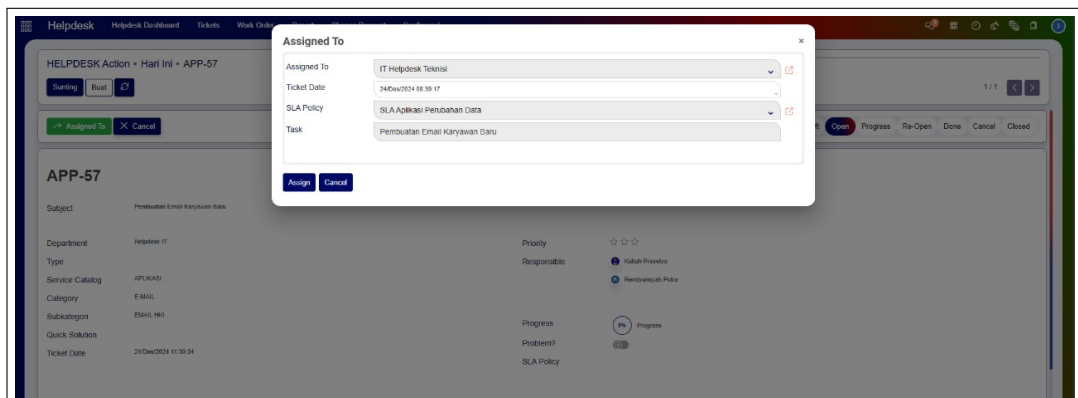 Helpdesk Helpdesk Dashboard Tickets Work Order
Assigned To ×
HELPDESK Action • Hari Ini • APP-57
Sunting Buat 1 / 1
Assigned To IT Helpdesk Teknisi
Ticket Date 24/Des/2024 08:39:17
SLA Policy SLA Aplikasi Perubahan Data
Task Pembuatan Email Karyawan Baru
Assigned To Cancel Open Progress Re-Open Done Cancel Closed
Assign Cancel
APP-57
Subject Pembuatan Email Karyawan Baru
Department Helpdesk IT Priority
Type Responsible Kukuh Prasetyo
Service Catalog APLIKASI Rendyansyah Putra
Category E-MAIL
Subkategori EMAIL HKI
Quick Solution Progress 0% Progress
Ticket Date 24/Des/2024 11:30:34 Problem?
SLA Policy